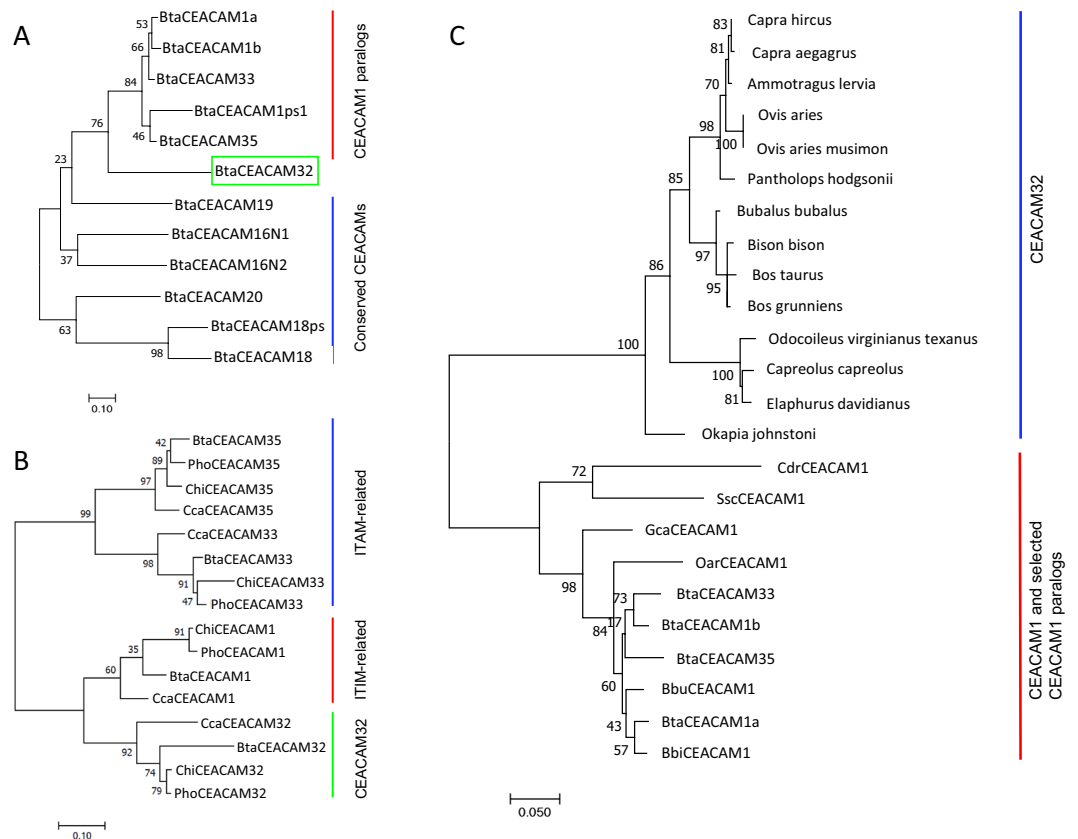 A
53
BtaCEACAM1a
66
BtaCEACAM1b
84
BtaCEACAM33
76
BtaCEACAM1ps1
46
BtaCEACAM35
23
BtaCEACAM32
BtaCEACAM19
BtaCEACAM16N1
37
BtaCEACAM16N2
BtaCEACAM20
63
BtaCEACAM18ps
98
BtaCEACAM18
CEACAM1 paralogs
Conserved CEACAMs
0.10
B
42
BtaCEACAM35
89
PhoCEACAM35
97
ChiCEACAM35
99
CcaCEACAM35
CcaCEACAM33
98
BtaCEACAM33
91
ChiCEACAM33
47
PhoCEACAM33
91
ChiCEACAM1
35
PhoCEACAM1
60
BtaCEACAM1
CcaCEACAM1
CcaCEACAM32
92
BtaCEACAM32
74
ChiCEACAM32
79
PhoCEACAM32
ITAM-related
ITIM-related
CEACAM32
0.10
C
83
Capra hircus
81
Capra aegagrus
70
Ammotragus lervia
98
Ovis aries
100
Ovis aries musimon
85
Pantholops hodgsonii
Bubalus bubalus
97
Bison bison
86
Bos taurus
95
Bos grunniens
Odocoileus virginianus texanus
100
Capreolus capreolus
81
Elaphurus davidianus
100
Okapia johnstoni
72
CdrCEACAM1
SscCEACAM1
GcaCEACAM1
98
OarCEACAM1
73
BtaCEACAM33
17
BtaCEACAM1b
84
BtaCEACAM35
60
BbuCEACAM1
43
BtaCEACAM1a
57
BbiCEACAM1
CEACAM32
CEACAM1 and selected
CEACAM1 paralogs
0.050